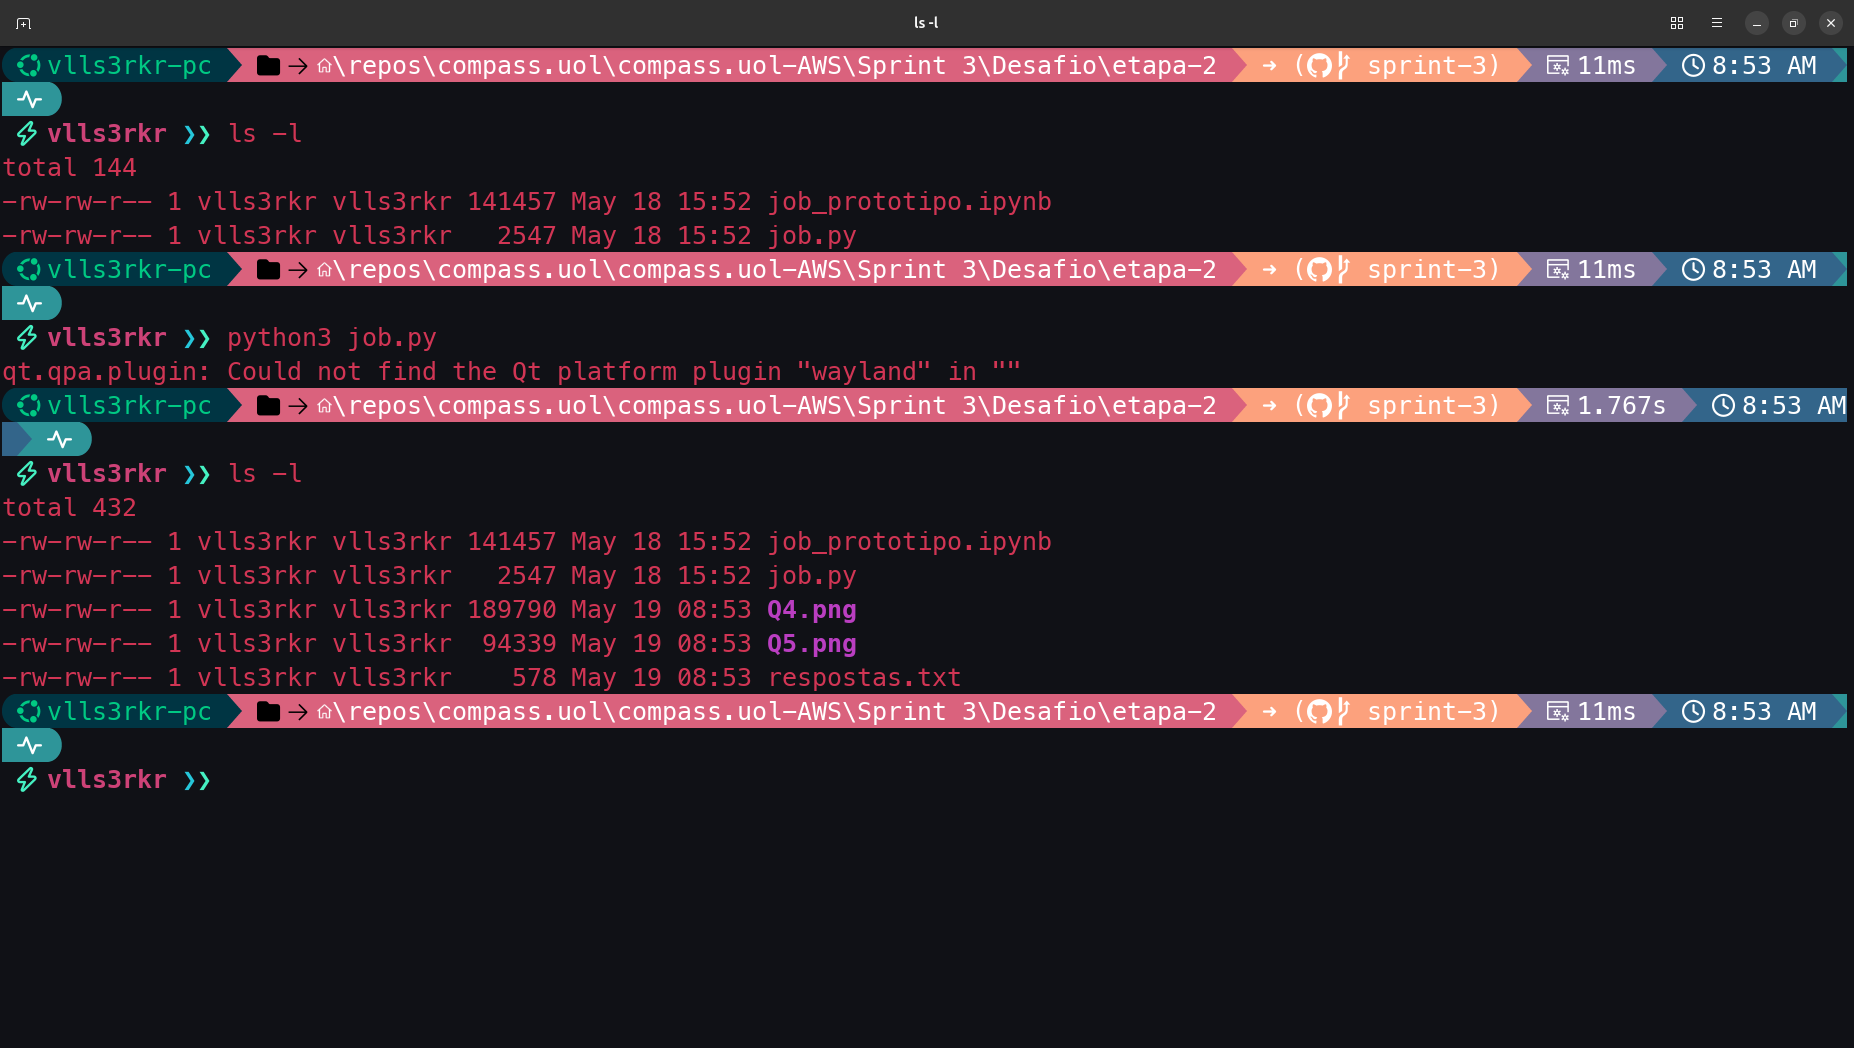 ls -l
vlls3rkr-pc → \repos\compass.uol\compass.uol-AWS\Sprint 3\Desafio\etapa-2 → ( sprint-3) 11ms 8:53 AM
vlls3rkr ❯❯ ls -l
total 144
-rw-rw-r-- 1 vlls3rkr vlls3rkr 141457 May 18 15:52 job_prototipo.ipynb
-rw-rw-r-- 1 vlls3rkr vlls3rkr   2547 May 18 15:52 job.py
vlls3rkr-pc → \repos\compass.uol\compass.uol-AWS\Sprint 3\Desafio\etapa-2 → ( sprint-3) 11ms 8:53 AM
vlls3rkr ❯❯ python3 job.py
qt.qpa.plugin: Could not find the Qt platform plugin "wayland" in ""
vlls3rkr-pc → \repos\compass.uol\compass.uol-AWS\Sprint 3\Desafio\etapa-2 → ( sprint-3) 1.767s 8:53 AM
vlls3rkr ❯❯ ls -l
total 432
-rw-rw-r-- 1 vlls3rkr vlls3rkr 141457 May 18 15:52 job_prototipo.ipynb
-rw-rw-r-- 1 vlls3rkr vlls3rkr   2547 May 18 15:52 job.py
-rw-rw-r-- 1 vlls3rkr vlls3rkr 189790 May 19 08:53 Q4.png
-rw-rw-r-- 1 vlls3rkr vlls3rkr  94339 May 19 08:53 Q5.png
-rw-rw-r-- 1 vlls3rkr vlls3rkr    578 May 19 08:53 respostas.txt
vlls3rkr-pc → \repos\compass.uol\compass.uol-AWS\Sprint 3\Desafio\etapa-2 → ( sprint-3) 11ms 8:53 AM
vlls3rkr ❯❯